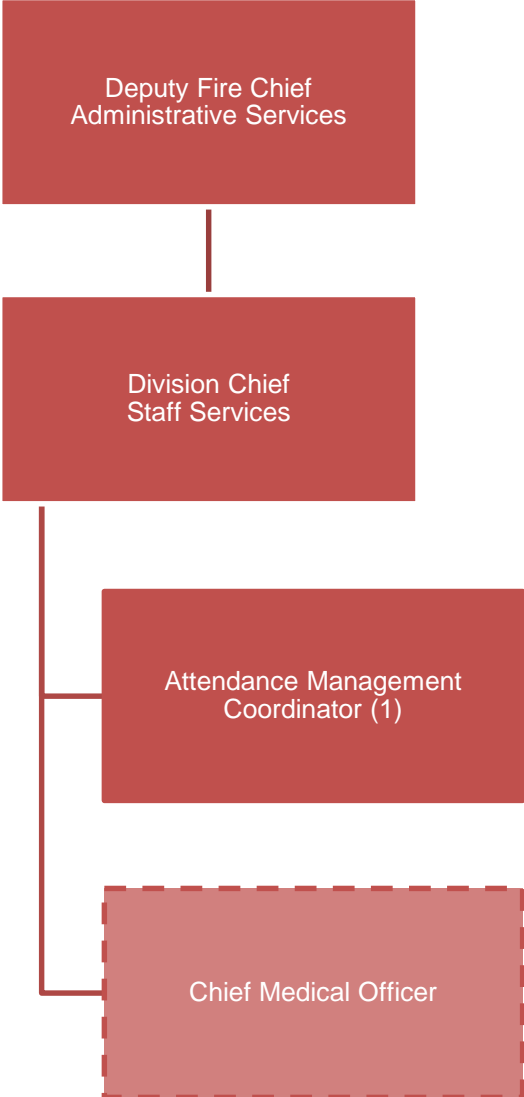 Deputy Fire Chief
Administrative Services
Division Chief
Staff Services
Attendance Management
Coordinator (1)
Chief Medical Officer